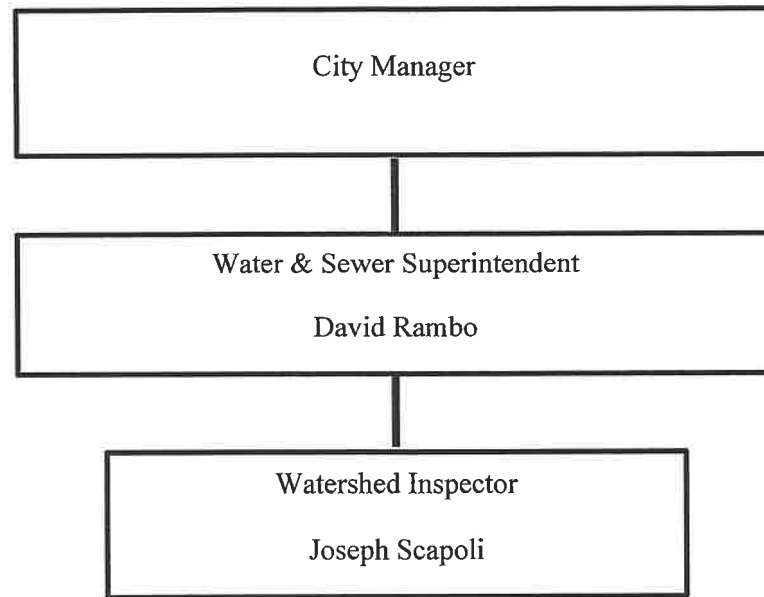 City Manager
Water & Sewer Superintendent
David Rambo
Watershed Inspector
Joseph Scapoli